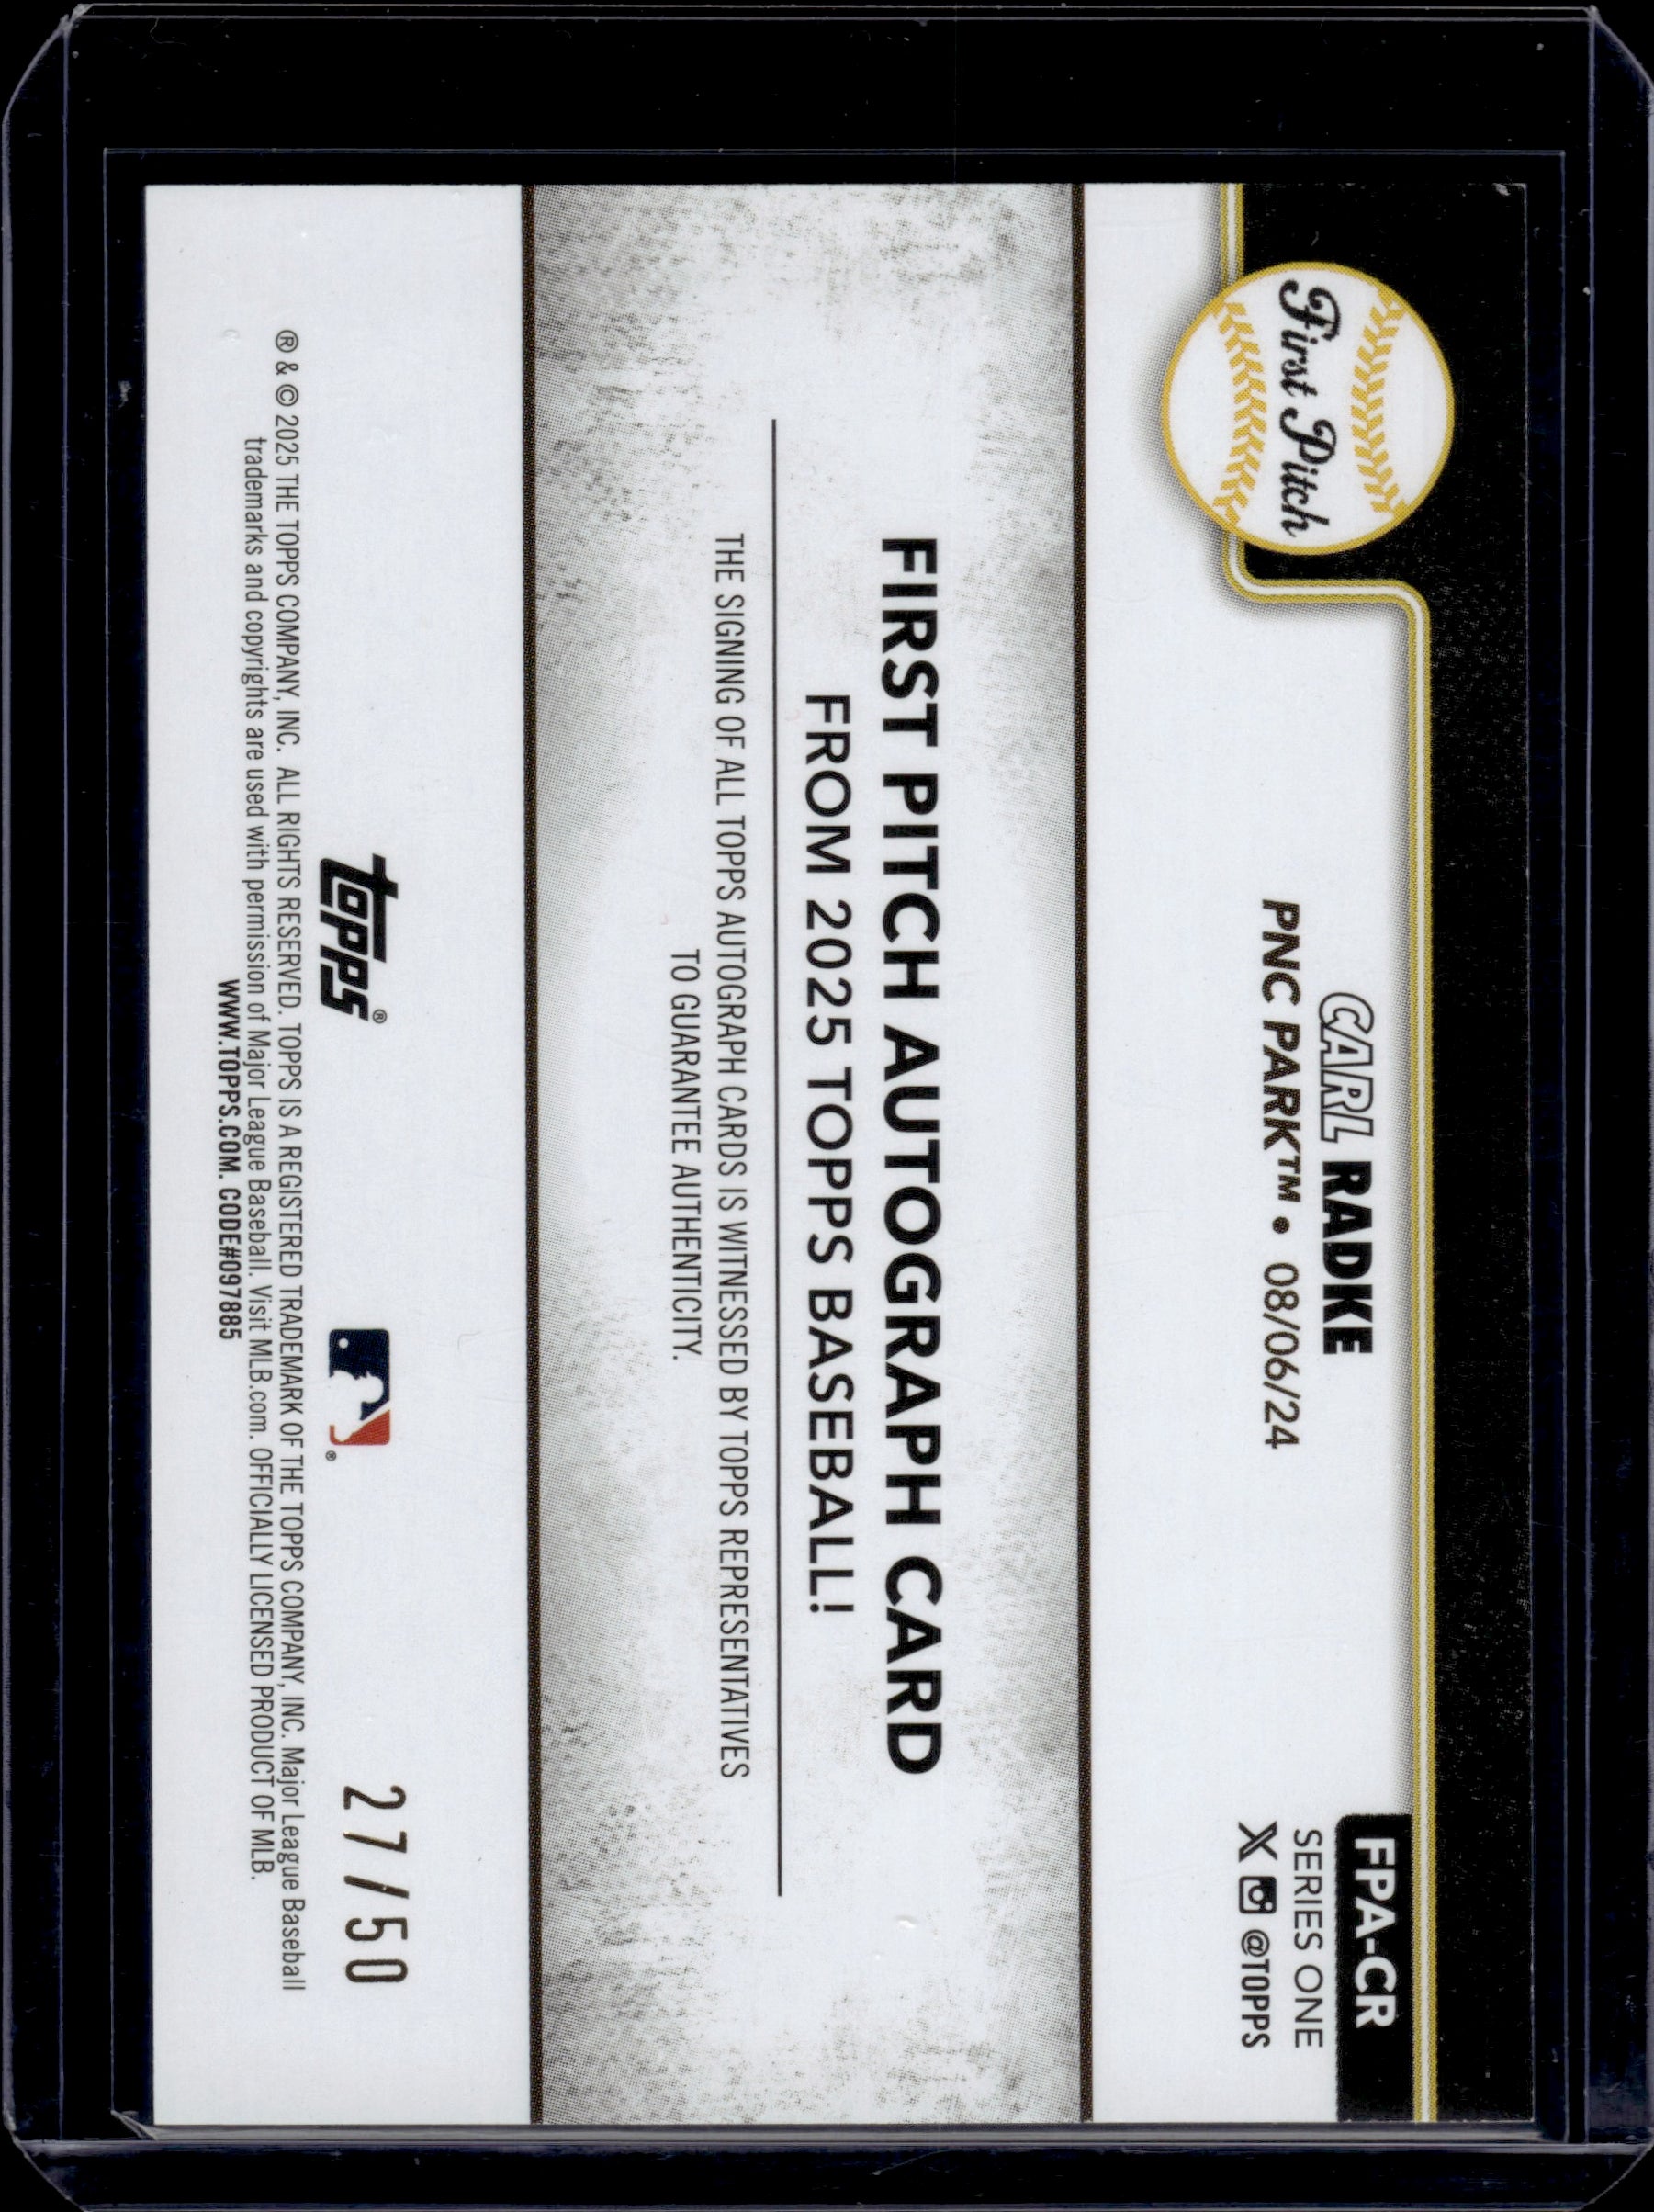 First Pitch
CARL RADKE
PNC PARK™ • 08/06/24
FPA-CR
SERIES ONE
X @TOPPS
FIRST PITCH AUTOGRAPH CARD
FROM 2025 TOPPS BASEBALL!
THE SIGNING OF ALL TOPPS AUTOGRAPH CARDS IS WITNESSED BY TOPPS REPRESENTATIVES
TO GUARANTEE AUTHENTICITY.
topps®
®
27/50
® & © 2025 THE TOPPS COMPANY, INC. ALL RIGHTS RESERVED. TOPPS IS A REGISTERED TRADEMARK OF THE TOPPS COMPANY, INC. Major League Baseball
trademarks and copyrights are used with permission of Major League Baseball. Visit MLB.com. OFFICIALLY LICENSED PRODUCT OF MLB.
WWW.TOPPS.COM. CODE#097885